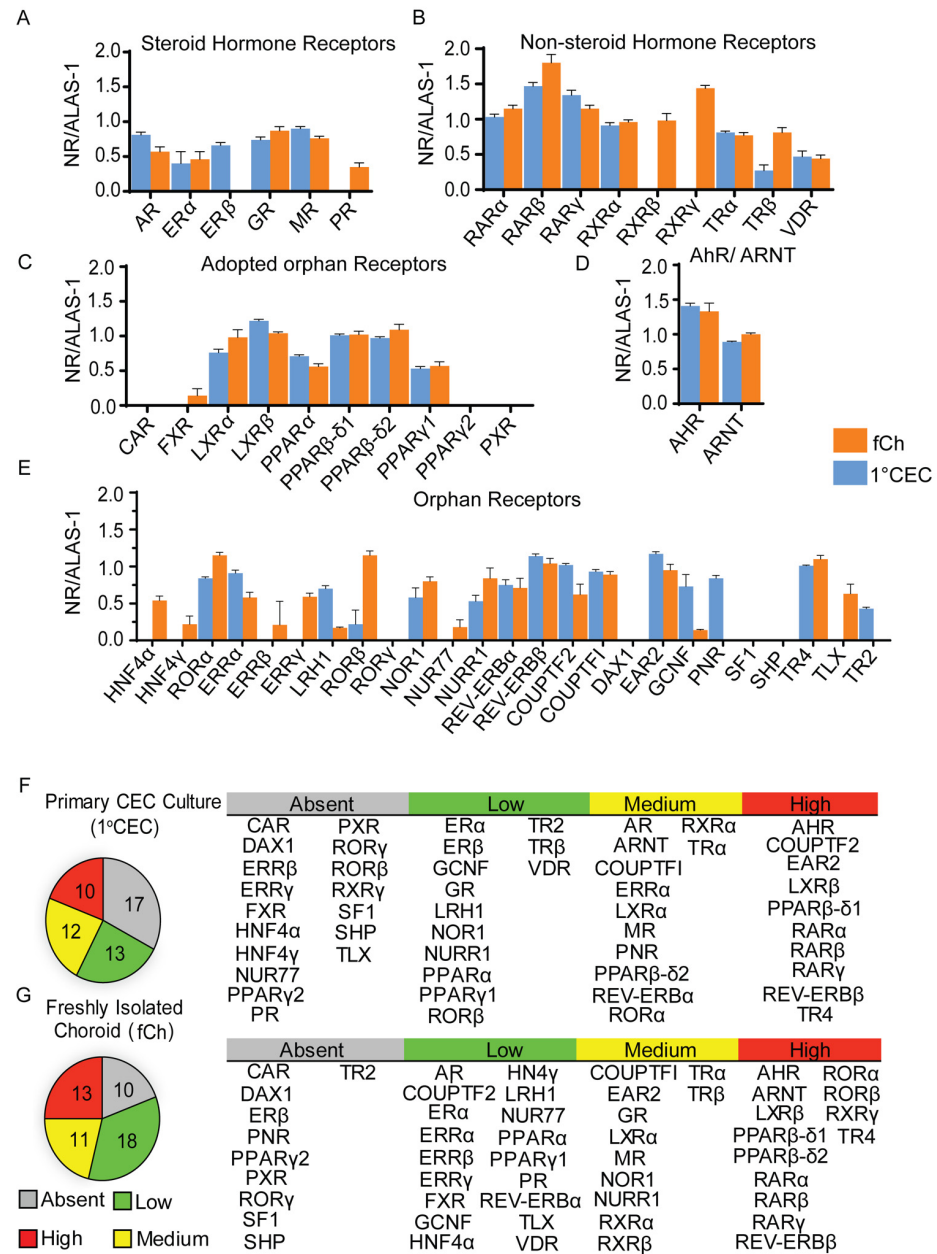 A
Steroid Hormone Receptors
NR/ALAS-1
2.0
1.5
1.0
0.5
0.0
AR
ERα
ERβ
GR
MR
PR
B
Non-steroid Hormone Receptors
NR/ALAS-1
2.0
1.5
1.0
0.5
0.0
RARα
RARβ
RARγ
RXRα
RXRβ
RXRγ
TRα
TRβ
VDR
C
Adopted orphan Receptors
NR/ALAS-1
2.0
1.5
1.0
0.5
0.0
CAR
FXR
LXRα
LXRβ
PPARα
PPARβ-δ1
PPARβ-δ2
PPARγ1
PPARγ2
PXR
D
AhR/ ARNT
NR/ALAS-1
2.0
1.5
1.0
0.5
0.0
AHR
ARNT
fCh
1°CEC
E
Orphan Receptors
NR/ALAS-1
2.0
1.5
1.0
0.5
0.0
HNF4α
HNF4γ
RORα
ERRα
ERRβ
ERRγ
LRH1
RORβ
RORγ
NOR1
NUR77
NURR1
REV-ERBα
REV-ERBβ
COUPTF2
COUPTFI
DAX1
EAR2
GCNF
PNR
SF1
SHP
TR4
TLX
TR2
F
Primary CEC Culture
(1°CEC)
10
17
12
13
Absent Low Medium High
CAR PXR ERα TR2 AR RXRα AHR
DAX1 RORγ ERβ TRβ ARNT TRα COUPTF2
ERRβ RORβ GCNF VDR COUPTFI EAR2
ERRγ RXRγ GR ERRα LXRβ
FXR SF1 LRH1 LXRα PPARβ-δ1
HNF4α SHP NOR1 MR RARα
HNF4γ TLX NURR1 PNR RARβ
NUR77 PPARα PPARβ-δ2 RARγ
PPARγ2 PPARγ1 REV-ERBα REV-ERBβ
PR RORβ RORα TR4
G
Freshly Isolated
Choroid (fCh)
13
10
11
18
Absent Low
High Medium
Absent Low Medium High
CAR TR2 AR HN4γ COUPTFI TRα AHR RORα
DAX1 COUPTF2 LRH1 EAR2 TRβ ARNT RORβ
ERβ ERα NUR77 GR LXRβ RXRγ
PNR ERRα PPARα LXRα PPARβ-δ1 TR4
PPARγ2 ERRβ PPARγ1 MR PPARβ-δ2
PXR ERRγ PR NOR1 RARα
RORγ FXR REV-ERBα NURR1 RARβ
SF1 GCNF TLX RXRα RARγ
SHP HNF4α VDR RXRβ REV-ERBβ